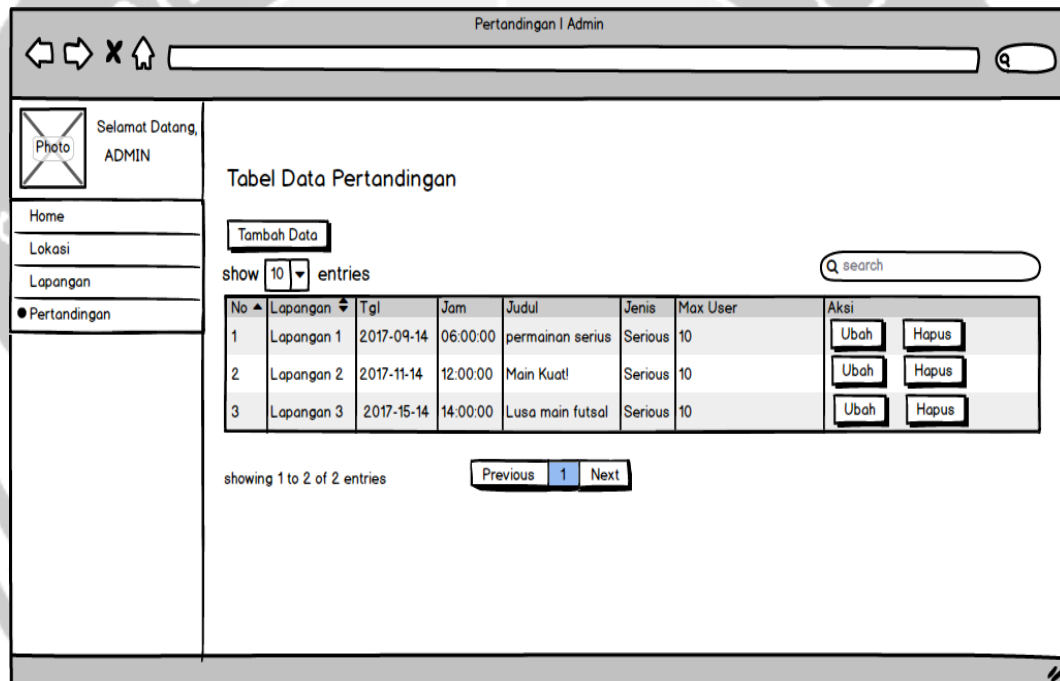 Pertandingan | Admin
Photo
Selamat Datang,
ADMIN
Home
Lokasi
Lapangan
Pertandingan
Tabel Data Pertandingan
Tambah Data
show 10 entries
search
No Lapangan Tgl Jam Judul Jenis Max User Aksi
1 Lapangan 1 2017-09-14 06:00:00 permainan serius Serious 10 Ubah Hapus
2 Lapangan 2 2017-11-14 12:00:00 Main Kuat! Serious 10 Ubah Hapus
3 Lapangan 3 2017-15-14 14:00:00 Lusa main futsal Serious 10 Ubah Hapus
showing 1 to 2 of 2 entries
Previous 1 Next